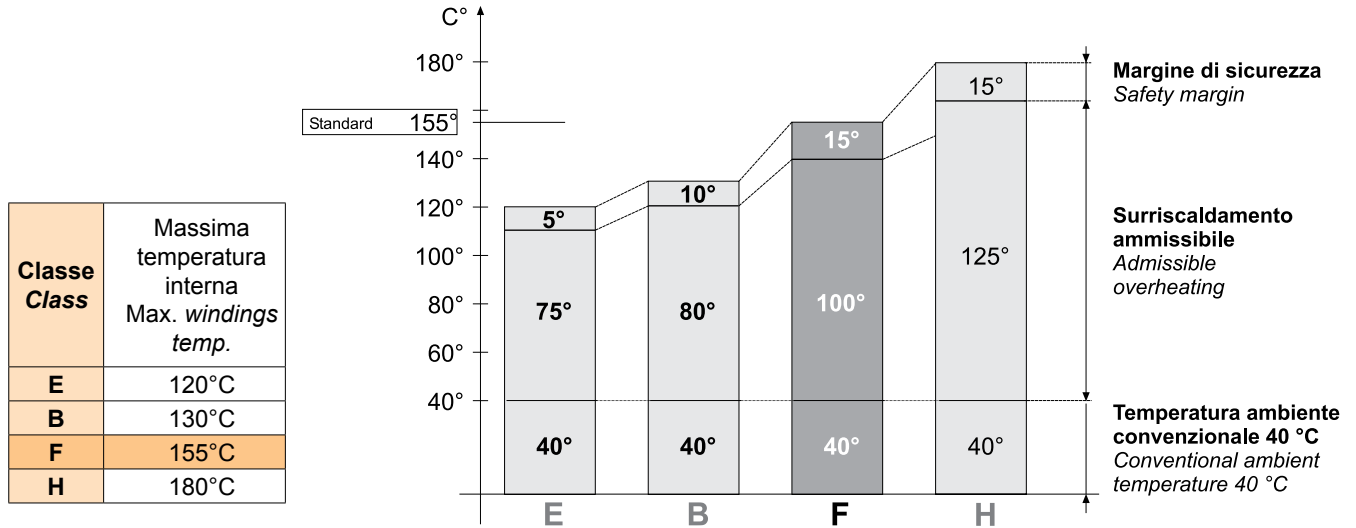 Classe
Class
Massima
temperatura
interna
Max. windings
temp.
E 120°C
B 130°C
F 155°C
H 180°C
C°
180°
Standard 155°
140°
120°
100°
80°
60°
40°
5°
75°
40°
10°
80°
40°
15°
100°
40°
15°
125°
40°
E B F H
Margine di sicurezza
Safety margin
Surriscaldamento
ammissibile
Admissible
overheating
Temperatura ambiente
convenzionale 40 °C
Conventional ambient
temperature 40 °C